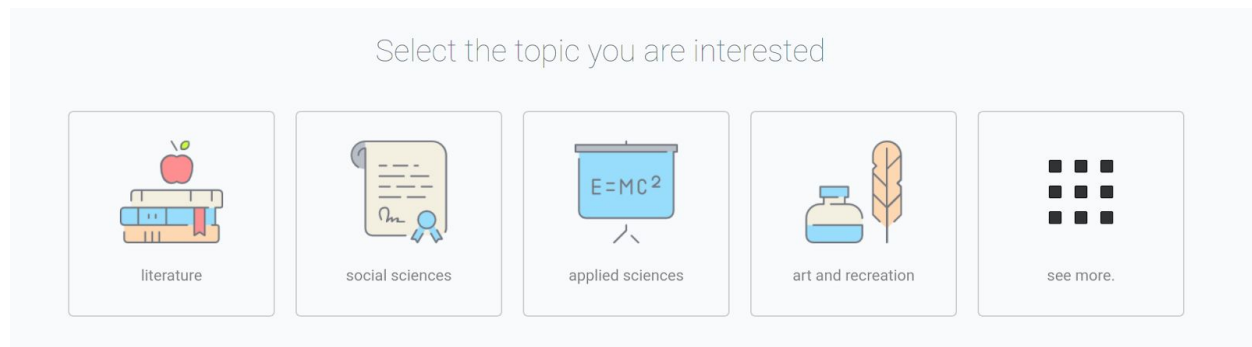 Select the topic you are interested
E=MC²
literature
social sciences
applied sciences
art and recreation
see more.